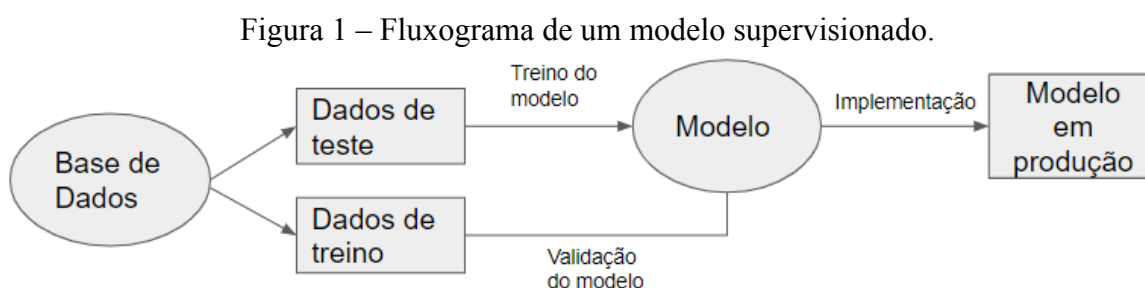 Figura 1 – Fluxograma de um modelo supervisionado.
Base de
Dados
Dados de
teste
Treino do
modelo
Dados de
treino
Validação
do modelo
Modelo
Implementação
Modelo
em
produção